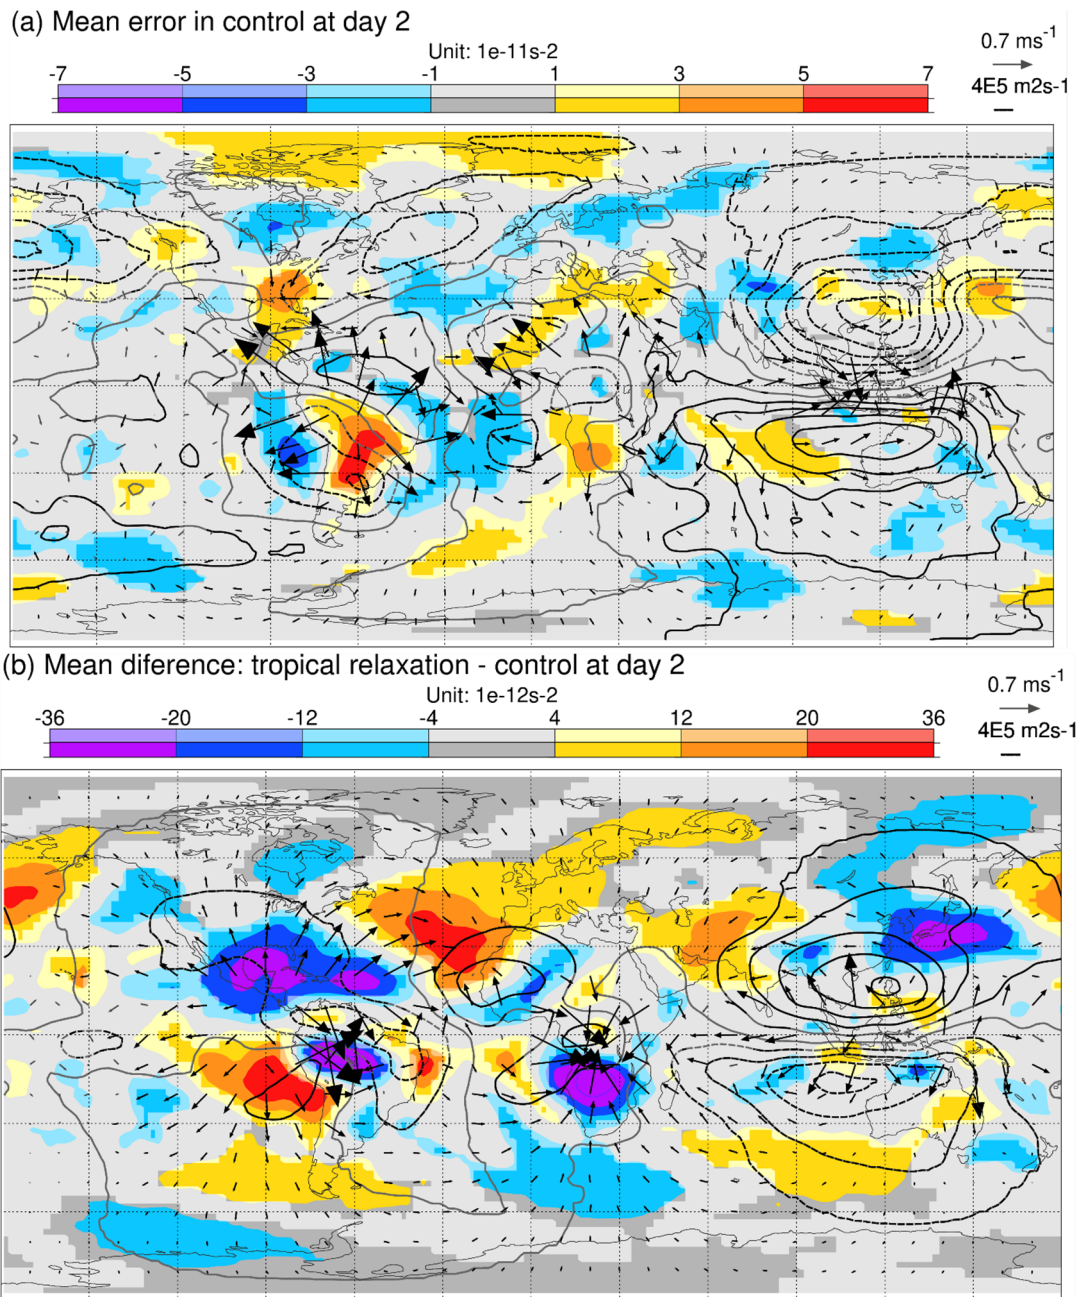 (a) Mean error in control at day 2
Unit: 1e-11s-2
0.7 ms-1
-7 -5 -3 -1 1 3 5 7
4E5 m2s-1
(b) Mean diference: tropical relaxation - control at day 2
Unit: 1e-12s-2
0.7 ms-1
-36 -20 -12 -4 4 12 20 36
4E5 m2s-1